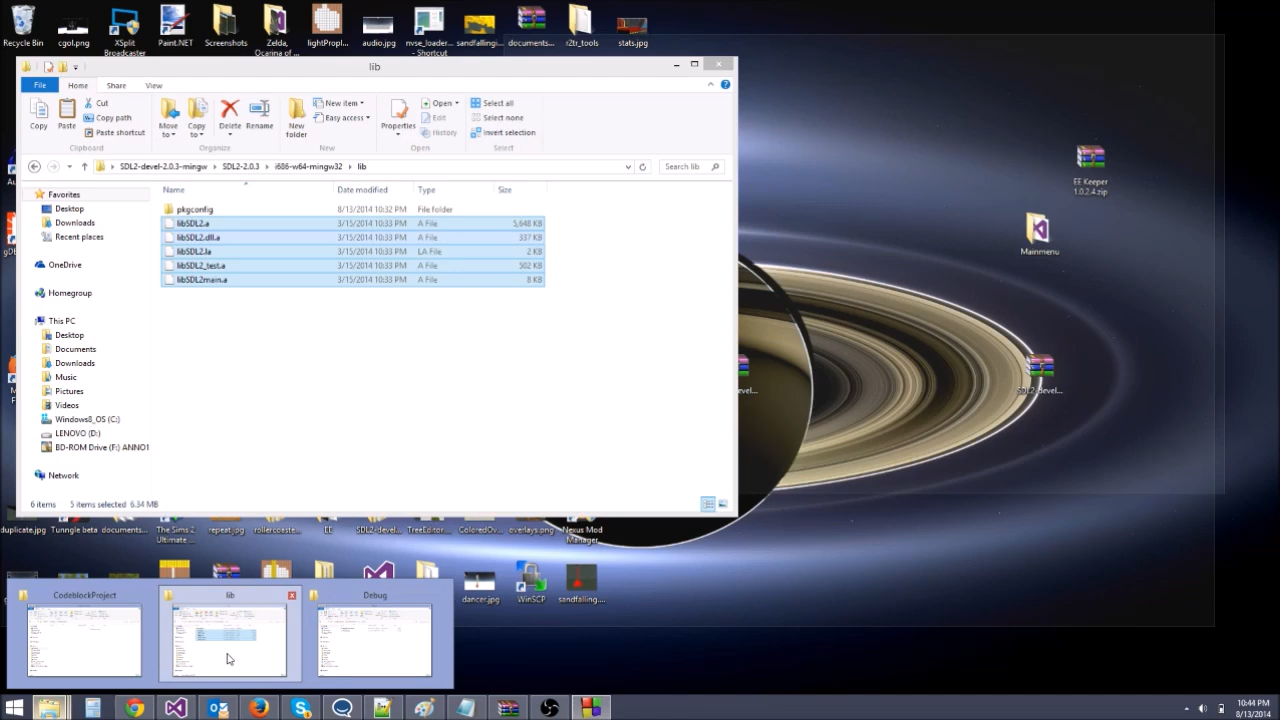 Recycle Bin
cgol.png
XSplit
Broadcaster
Paint.NET
Screenshots
Zelda,
Ocarina of ...
lightPropl...
audio.jpg
nvse_loader...
- Shortcut
sandfalling...
documents...
r2tr_tools
stats.jpg
lib
File
Home
Share
View
Copy
Paste
Cut
Copy path
Paste shortcut
Clipboard
Move
to
Copy
to
Delete
Rename
Organize
New
folder
New item
Easy access
New
Properties
Open
Edit
History
Open
Select all
Select none
Invert selection
Select
SDL2-devel-2.0.3-mingw
SDL2-2.0.3
i686-w64-mingw32
lib
Search lib
Name
Date modified
Type
Size
pkgconfig 8/13/2014 10:32 PM File folder
libSDL2.a 3/15/2014 10:33 PM A File 5,648 KB
libSDL2.dll.a 3/15/2014 10:33 PM A File 337 KB
libSDL2.la 3/15/2014 10:33 PM LA File 2 KB
libSDL2_test.a 3/15/2014 10:33 PM A File 502 KB
libSDL2main.a 3/15/2014 10:33 PM A File 8 KB
Favorites
Desktop
Downloads
Recent places
OneDrive
Homegroup
This PC
Desktop
Documents
Downloads
Music
Pictures
Videos
Windows8_OS (C:)
LENOVO (D:)
BD-ROM Drive (F:) ANNO1
Network
6 items
5 items selected 6.34 MB
EE Keeper
1.0.2.4.zip
Mainmenu
SDL2-devel...
duplicate.jpg
Tunngle beta
documents...
The Sims 2
Ultimate ...
repeat.jpg
rollercoaste...
EE
SDL2-devel...
TreeEditor...
ColoredOv...
overlays.png
Nexus Mod
Manager
dancer.jpg
WinSCP
sandfalling....
CodeblockProject
lib
Debug
10:44 PM
8/13/2014